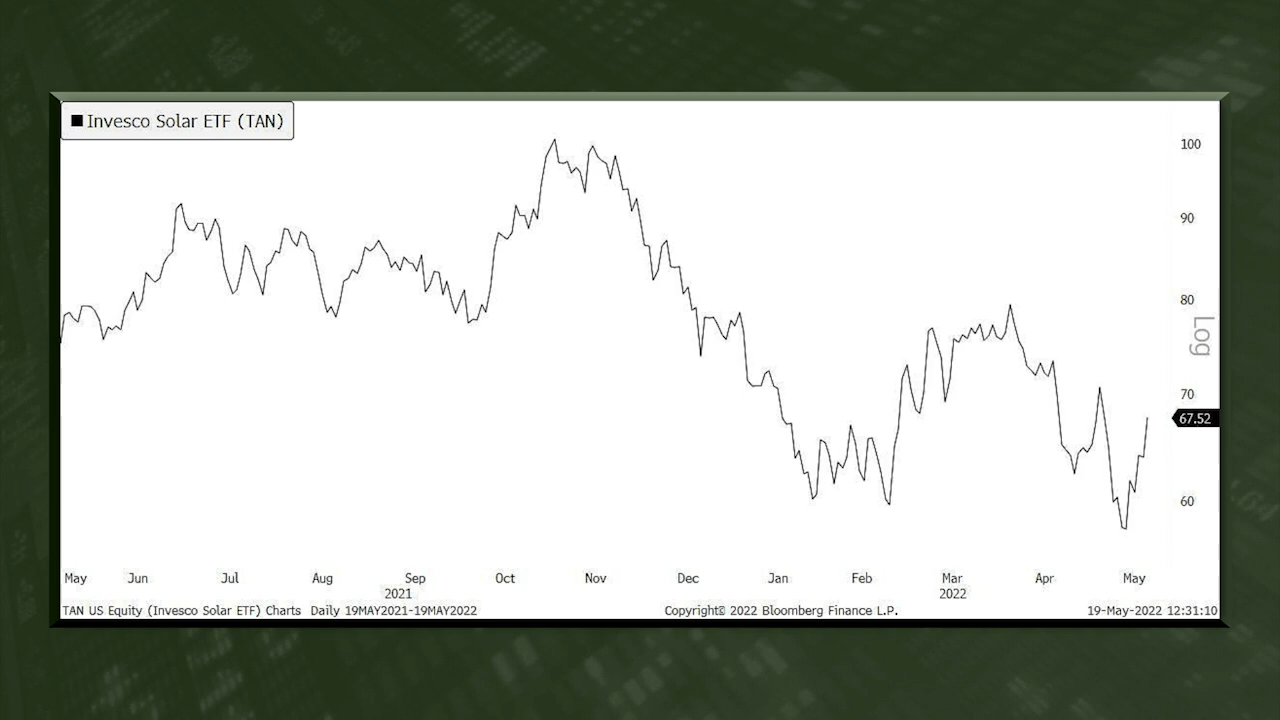 Invesco Solar ETF (TAN)
100
90
80
Log
70
67.52
60
May Jun Jul Aug Sep Oct Nov Dec Jan Feb Mar Apr May
2021 2022
TAN US Equity (Invesco Solar ETF) Charts Daily 19MAY2021-19MAY2022 Copyright© 2022 Bloomberg Finance L.P. 19-May-2022 12:31:10